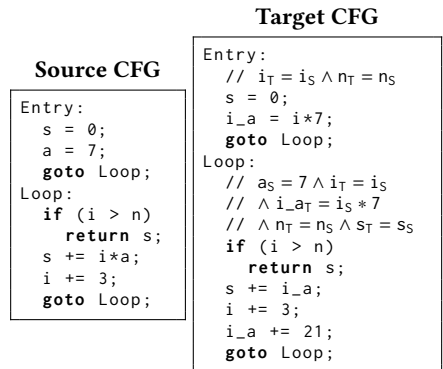 Source CFG
Entry:
s = 0;
a = 7;
goto Loop;
Loop:
if (i > n)
return s;
s += i*a;
i += 3;
goto Loop;
Target CFG
Entry:
// i_T = i_S ∧ n_T = n_S
s = 0;
i_a = i*7;
goto Loop;
Loop:
// a_S = 7 ∧ i_T = i_S
// ∧ i_a_T = i_S * 7
// ∧ n_T = n_S ∧ s_T = s_S
if (i > n)
return s;
s += i_a;
i += 3;
i_a += 21;
goto Loop;